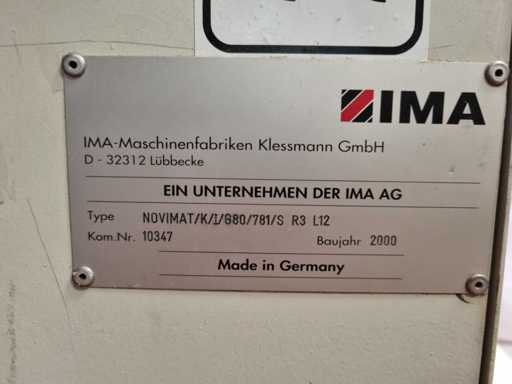 IMA
IMA-Maschinenfabriken Klessmann GmbH
D - 32312 Lübbecke
EIN UNTERNEHMEN DER IMA AG
Type NOVIMAT/K/I/G80/781/S R3 L12
Kom.Nr. 10347 Baujahr 2000
Made in Germany